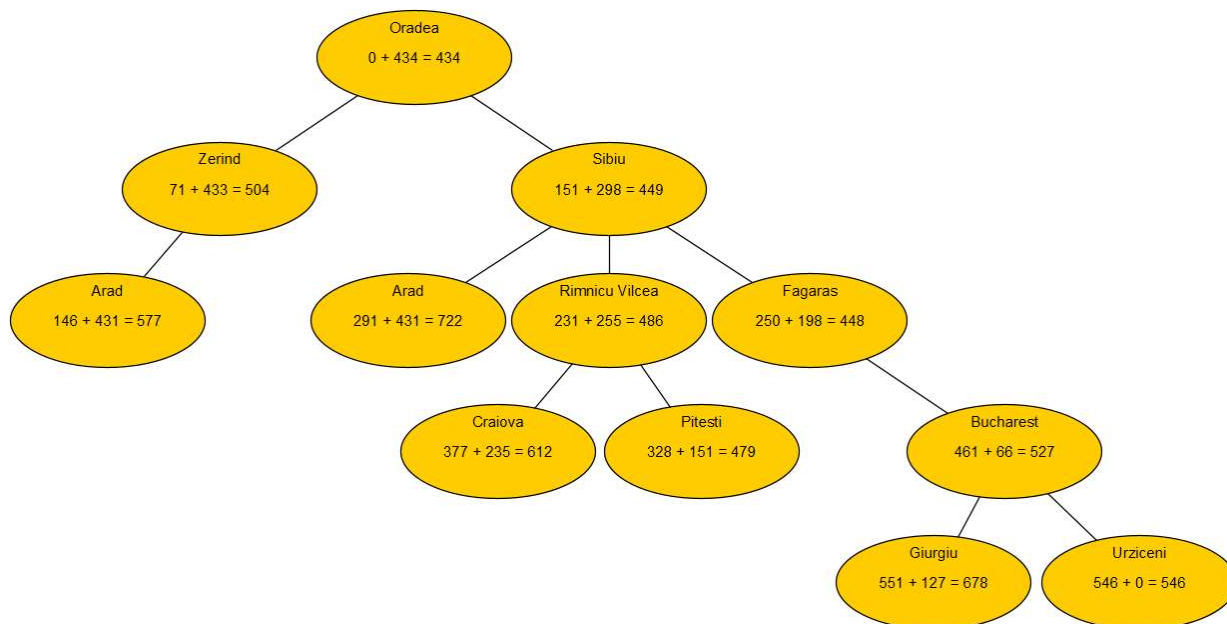 Oradea
0 + 434 = 434
Zerind
71 + 433 = 504
Sibiu
151 + 298 = 449
Arad
146 + 431 = 577
Arad
291 + 431 = 722
Rimnicu Vilcea
231 + 255 = 486
Fagaras
250 + 198 = 448
Craiova
377 + 235 = 612
Pitesti
328 + 151 = 479
Bucharest
461 + 66 = 527
Giurgiu
551 + 127 = 678
Urziceni
546 + 0 = 546